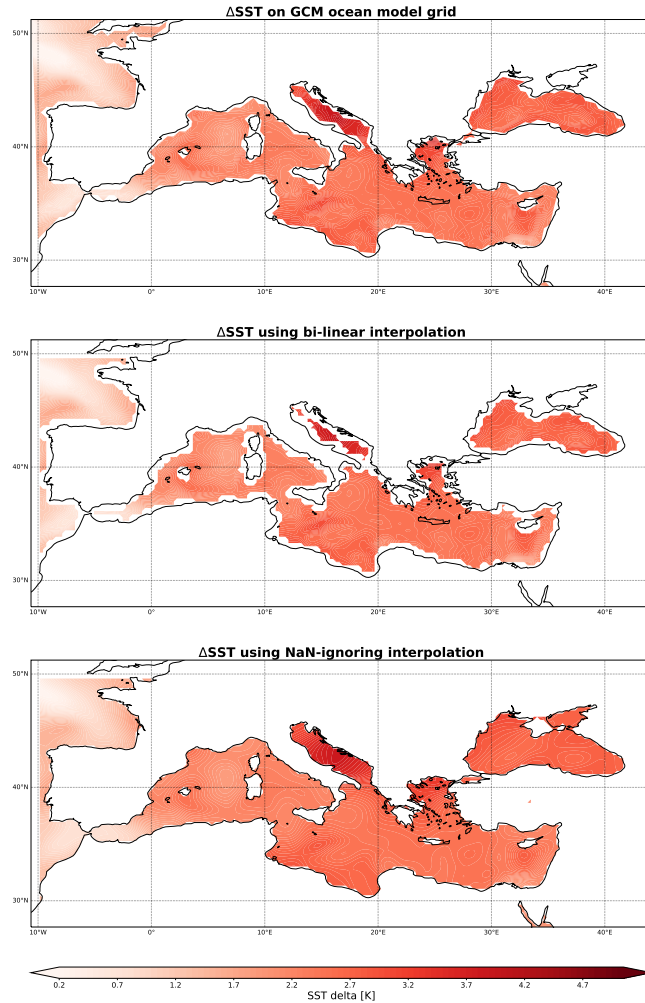 ΔSST on GCM ocean model grid
50°N
40°N
30°N
10°W 0° 10°E 20°E 30°E 40°E
ΔSST using bi-linear interpolation
50°N
40°N
30°N
10°W 0° 10°E 20°E 30°E 40°E
ΔSST using NaN-ignoring interpolation
50°N
40°N
30°N
10°W 0° 10°E 20°E 30°E 40°E
0.2 0.7 1.2 1.7 2.2 2.7 3.2 3.7 4.2 4.7
SST delta [K]